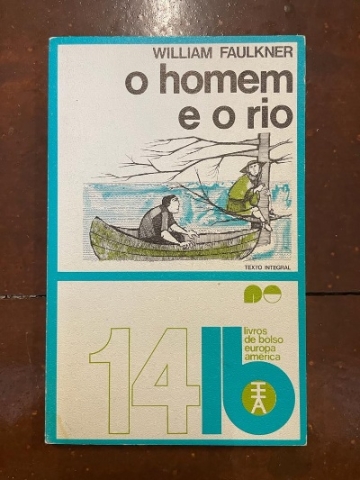 WILLIAM FAULKNER
o homem
e o rio
TEXTO INTEGRAL
14
lb
livros
de bolso
europa
américa